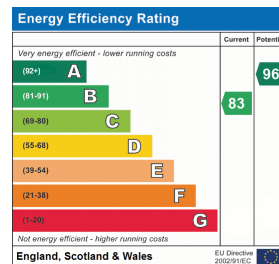 Energy Efficiency Rating
Current Potenti
Very energy efficient - lower running costs
(92+) A
96
(81-91) B
83
(69-80) C
(55-68) D
(39-54) E
(21-38) F
(1-20) G
Not energy efficient - higher running costs
England, Scotland & Wales
EU Directive
2002/91/EC